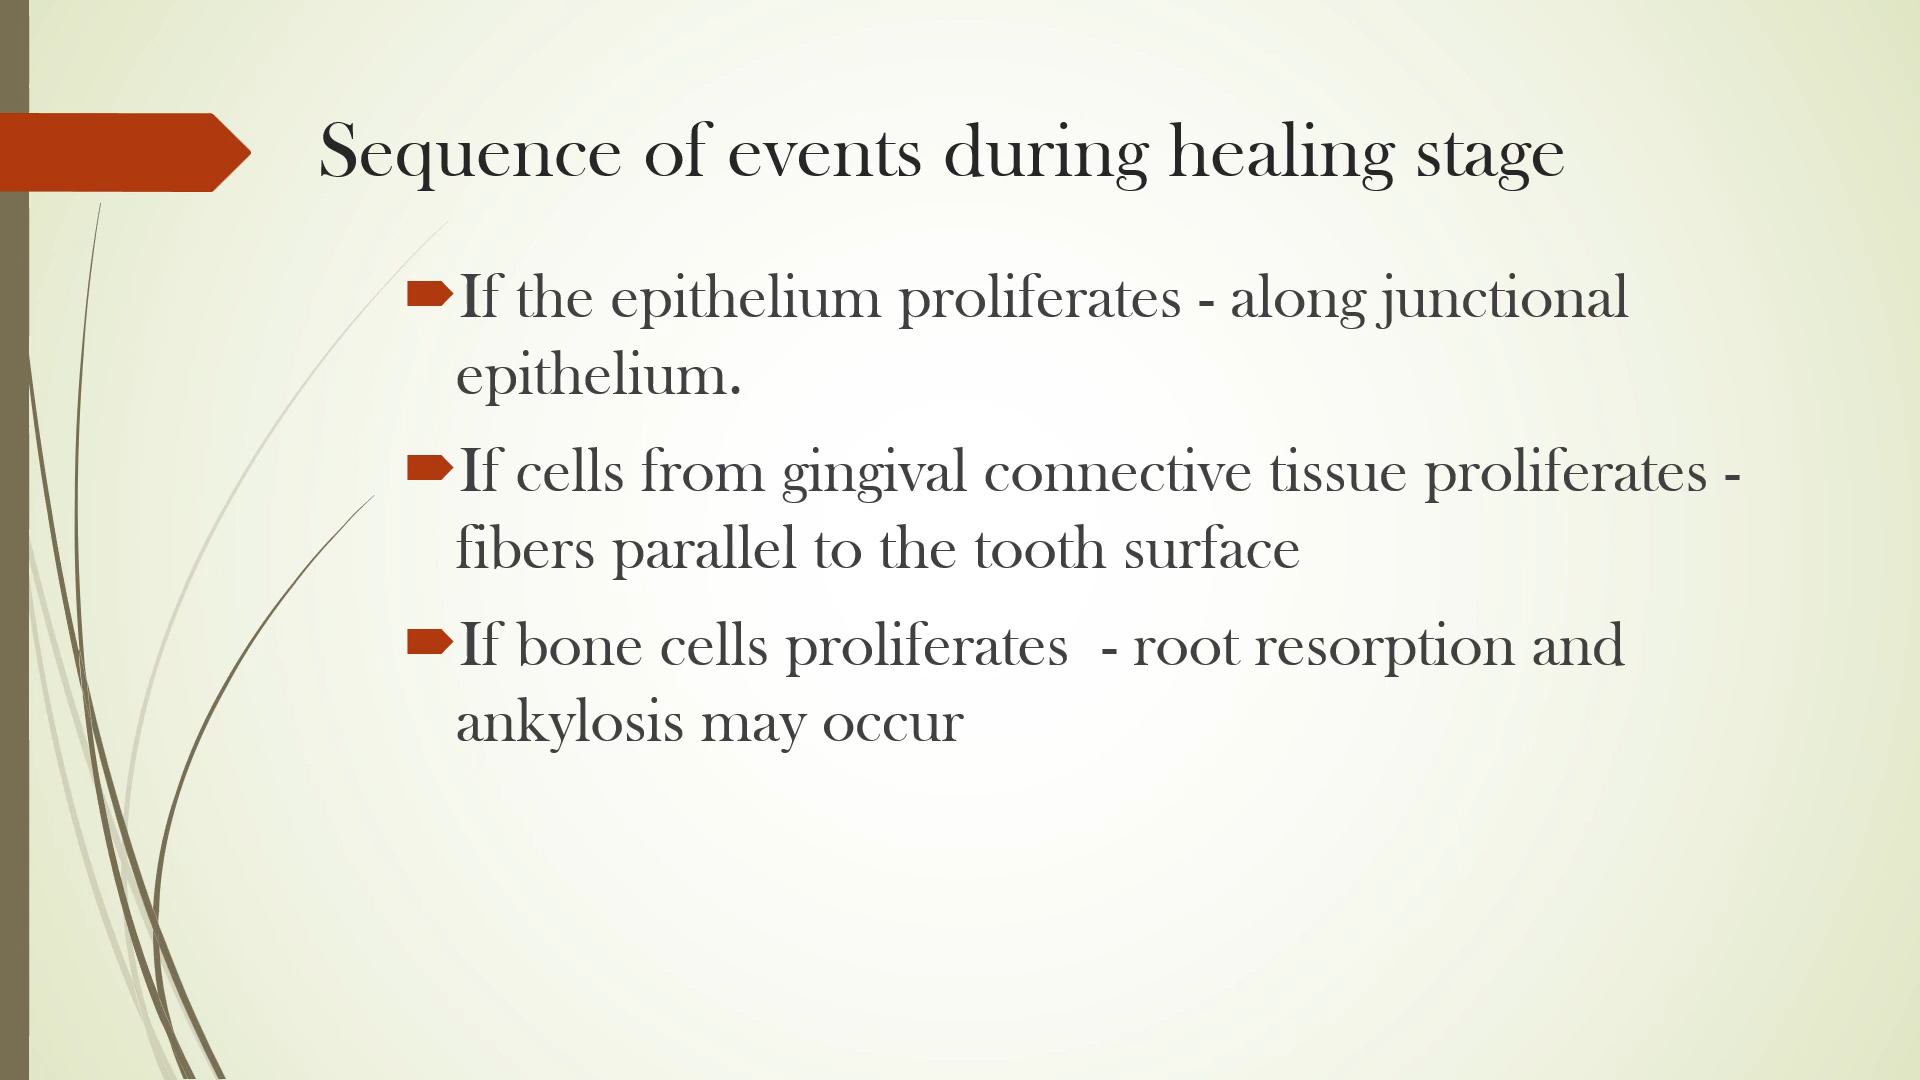 Sequence of events during healing stage
If the epithelium proliferates - along junctional
epithelium.
If cells from gingival connective tissue proliferates -
fibers parallel to the tooth surface
If bone cells proliferates  - root resorption and
ankylosis may occur